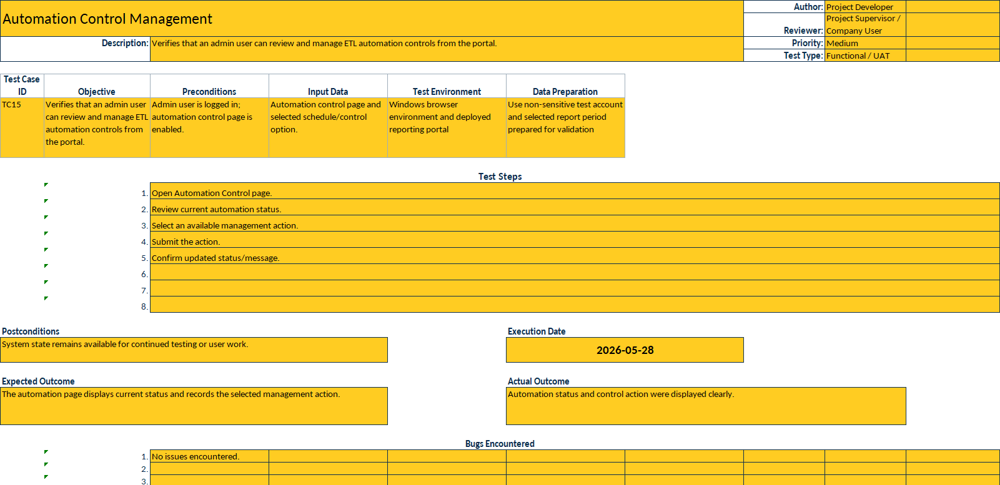 Automation Control Management
Author: Project Developer
Reviewer: Project Supervisor /
Company User
Description: Verifies that an admin user can review and manage ETL automation controls from the portal.
Priority: Medium
Test Type: Functional / UAT
Test Case
ID
Objective
Preconditions
Input Data
Test Environment
Data Preparation
TC15
Verifies that an admin user
can review and manage ETL
automation controls from
the portal.
Admin user is logged in;
automation control page is
enabled.
Automation control page and
selected schedule/control
option.
Windows browser
environment and deployed
reporting portal
Use non-sensitive test account
and selected report period
prepared for validation
Test Steps
1. Open Automation Control page.
2. Review current automation status.
3. Select an available management action.
4. Submit the action.
5. Confirm updated status/message.
6.
7.
8.
Postconditions
System state remains available for continued testing or user work.
Execution Date
2026-05-28
Expected Outcome
The automation page displays current status and records the selected management action.
Actual Outcome
Automation status and control action were displayed clearly.
Bugs Encountered
1. No issues encountered.
2.
3.